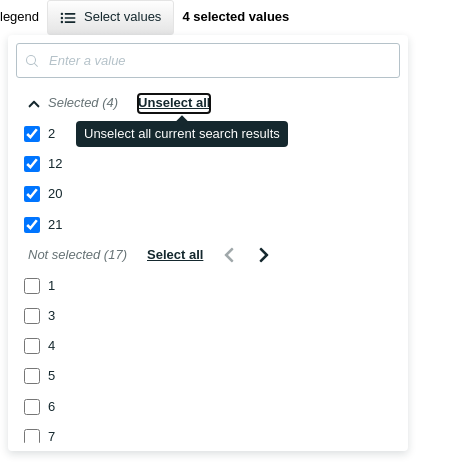 legend Select values 4 selected values
Enter a value
Selected (4) Unselect all
Unselect all current search results
2
12
20
21
Not selected (17) Select all
1
3
4
5
6
7